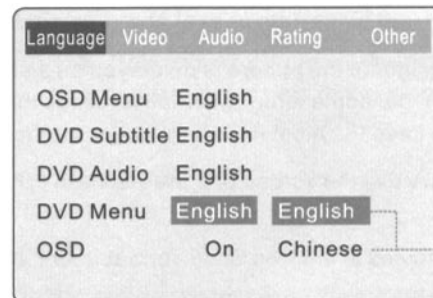 Language Video Audio Rating Other
OSD Menu English
DVD Subtitle English
DVD Audio English
DVD Menu English English
OSD On Chinese